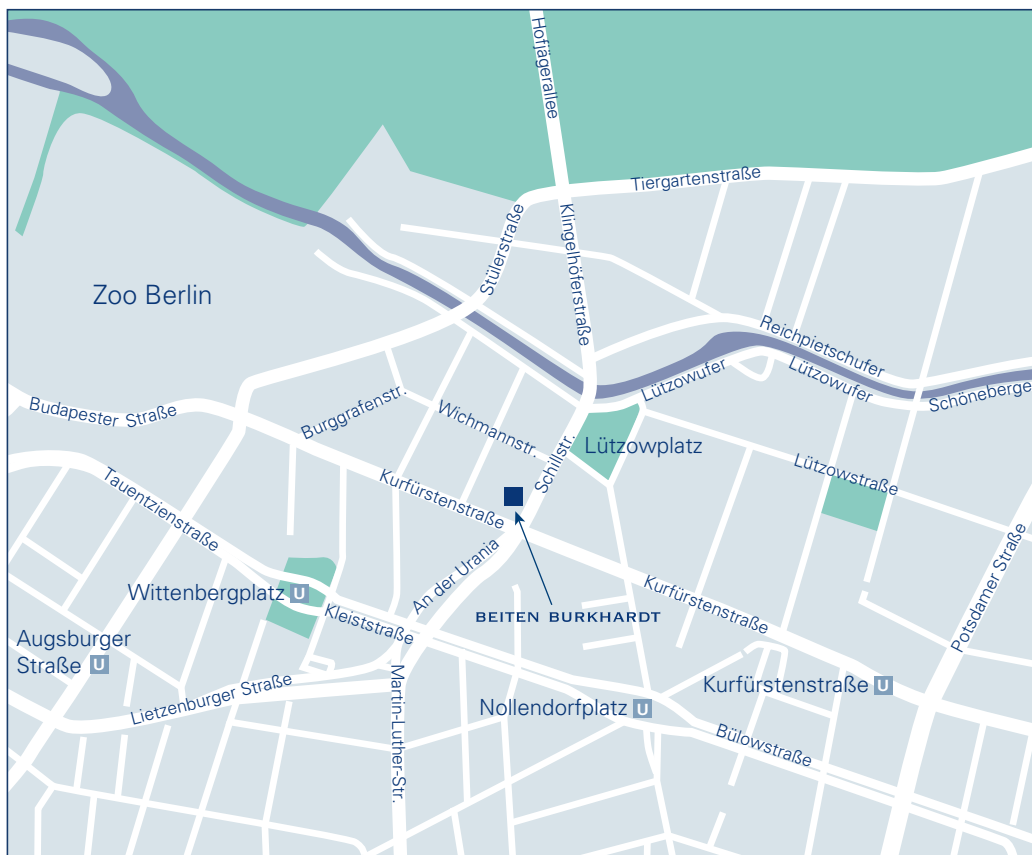 Hofjägerallee
Tiergartenstraße
Stülerstraße
Klingelhöferstraße
Zoo Berlin
Reichpietschufer
Lützowufer
Lützowufer
Schöneberge
Budapester Straße
Burggrafenstr.
Wichmannstr.
Schillstr.
Lützowplatz
Lützowstraße
Tauentzienstraße
Kurfürstenstraße
An der Urania
Kurfürstenstraße
Potsdamer Straße
Wittenbergplatz U
Kleiststraße
BEITEN BURKHARDT
Augsburger
Straße U
Lietzenburger Straße
Martin-Luther-Str.
Nollendorfplatz U
Kurfürstenstraße U
Bülowstraße